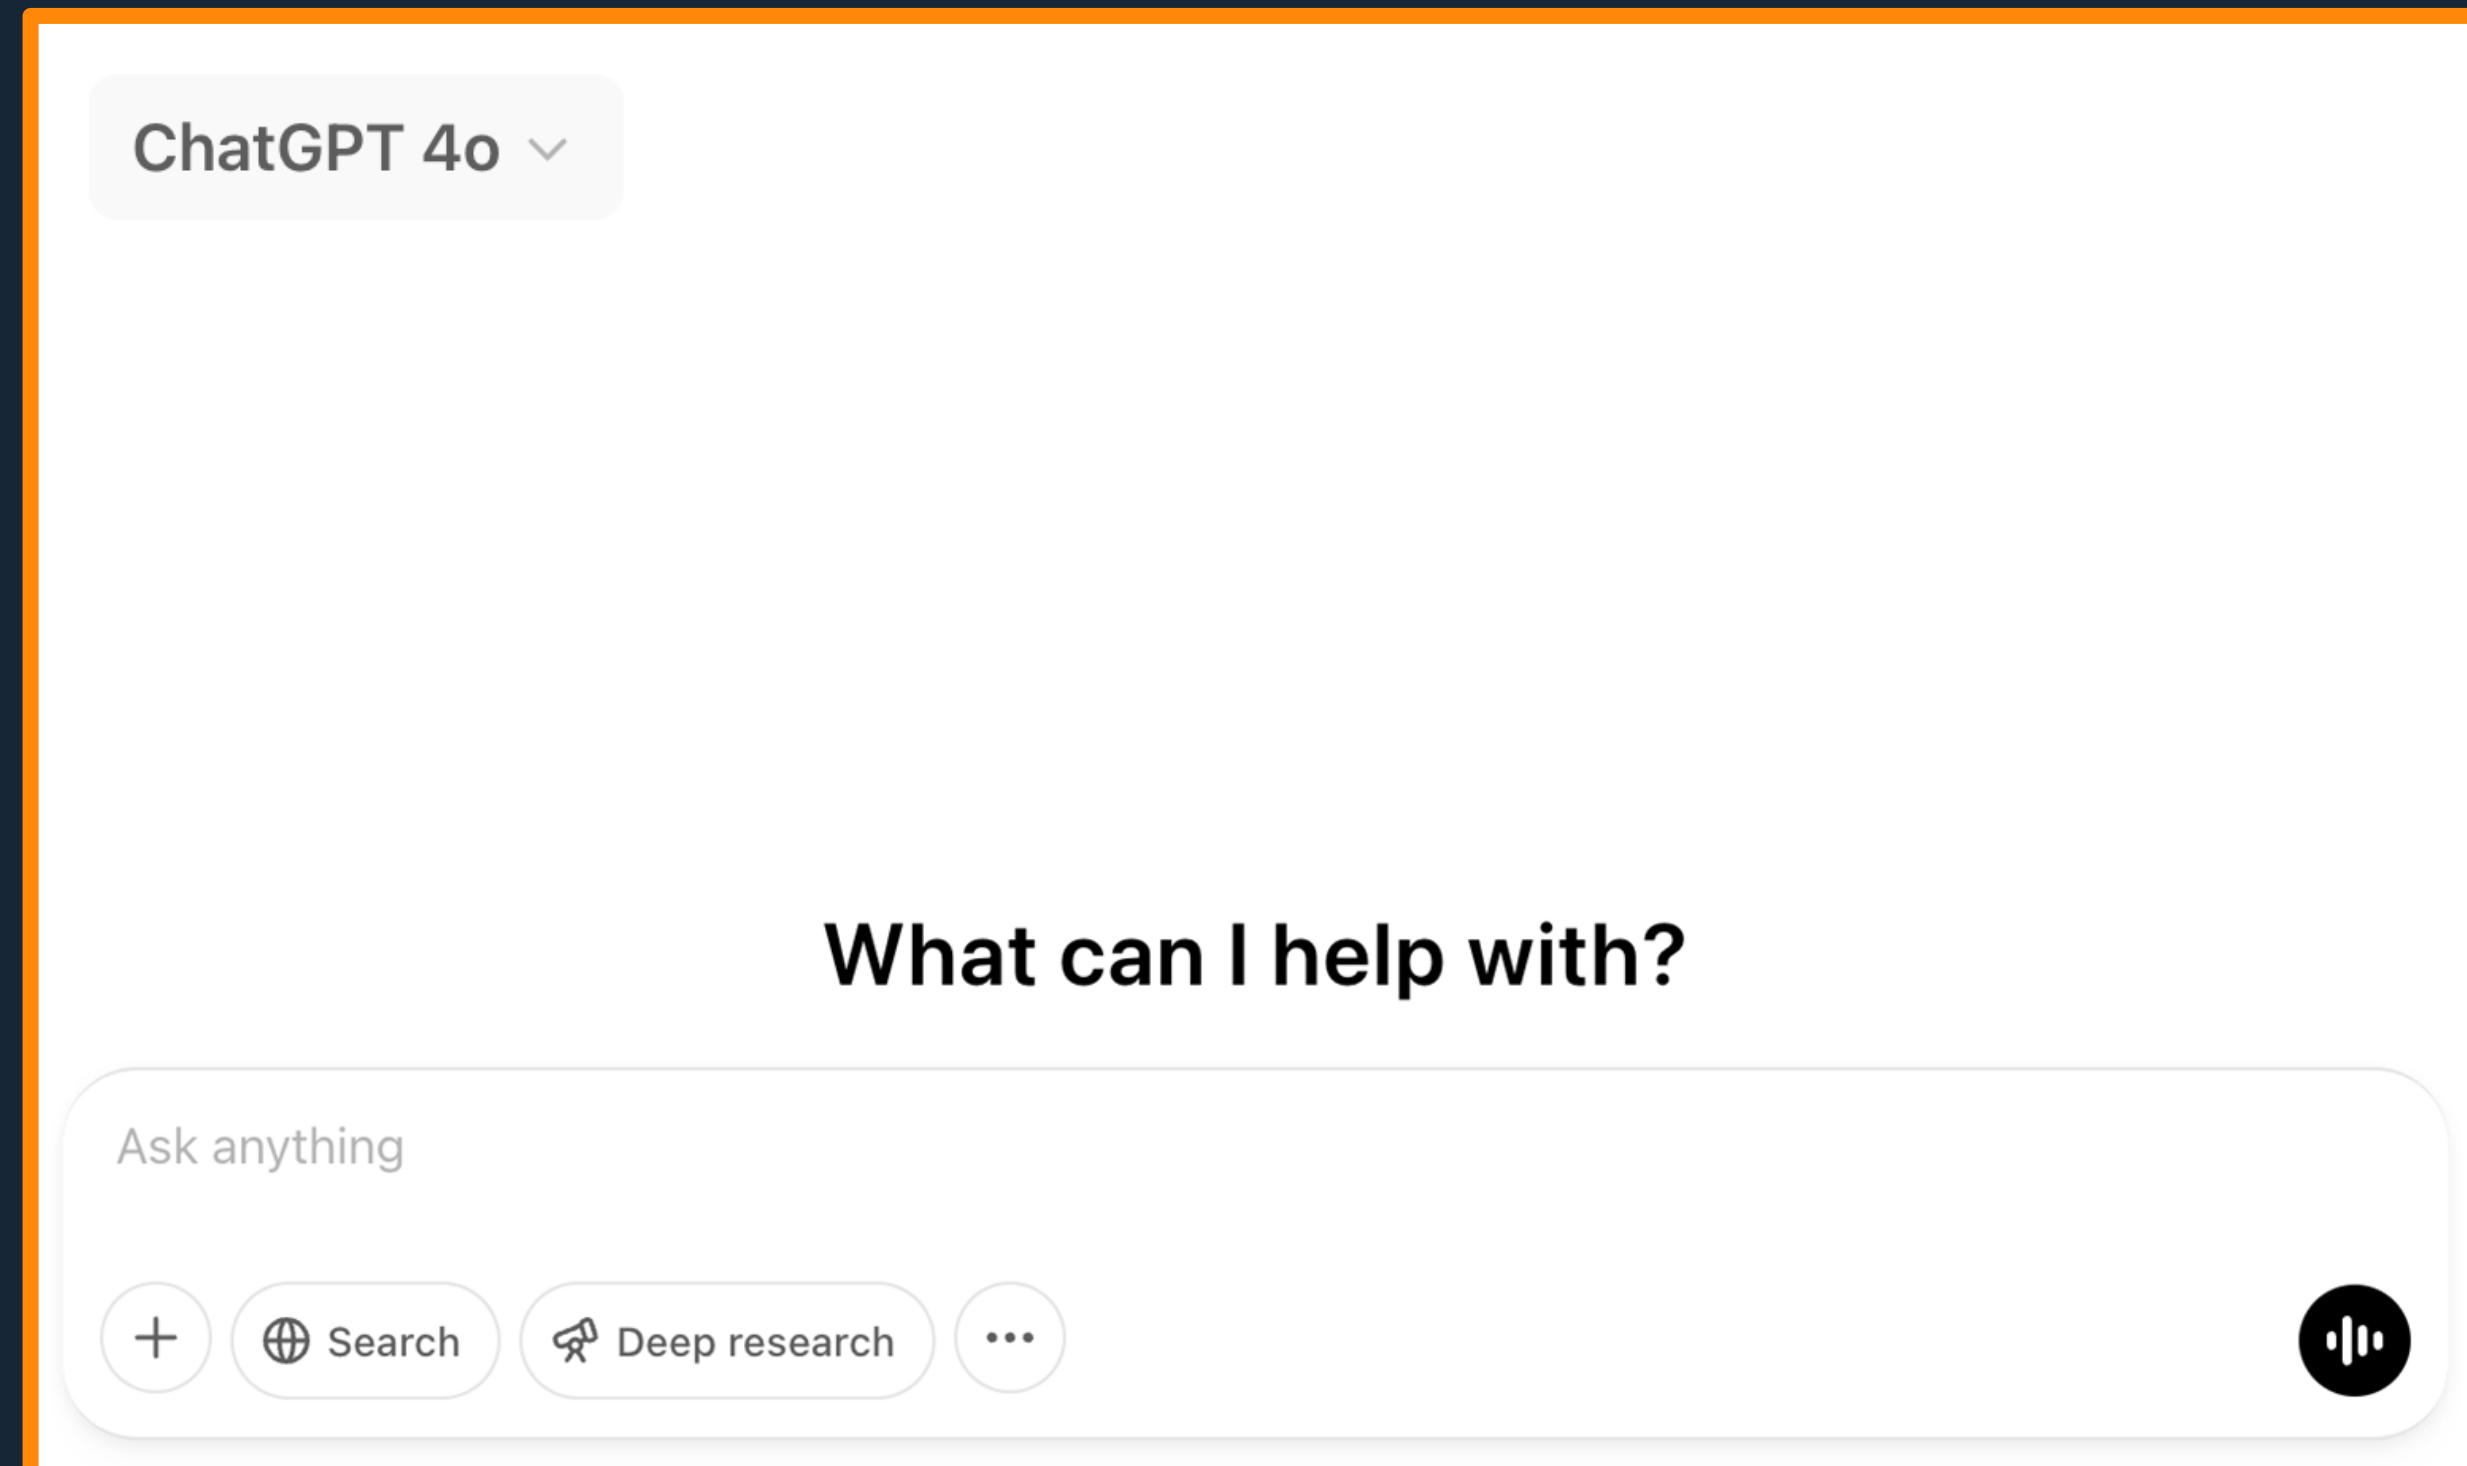 ChatGPT 4o
What can I help with?
Ask anything
Search
Deep research